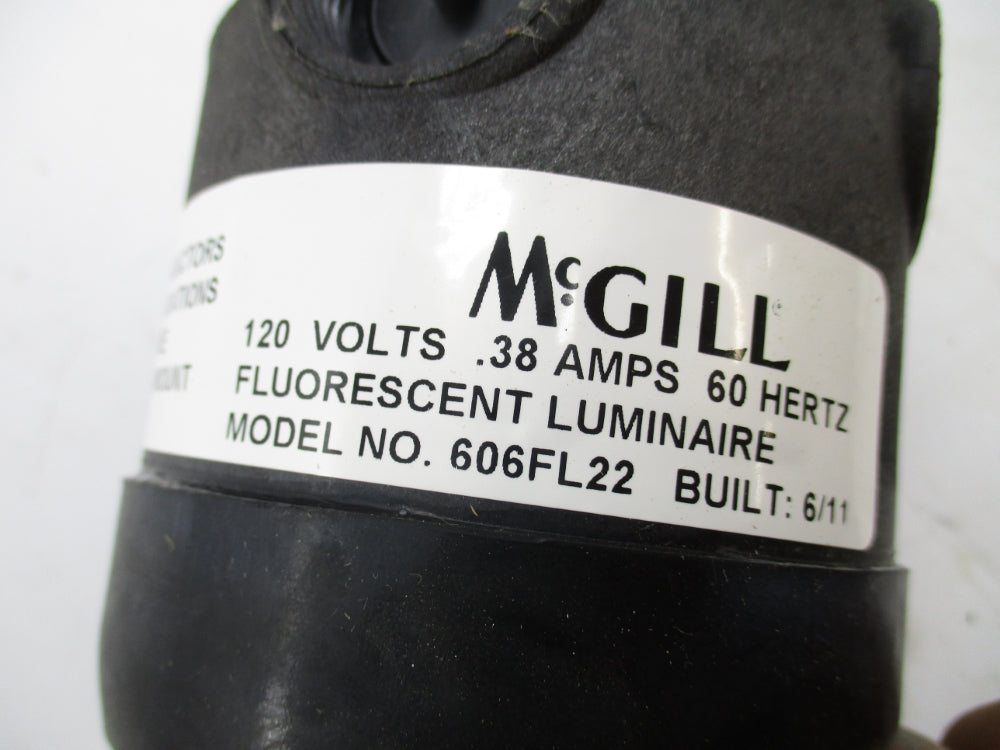 McGILL
120 VOLTS .38 AMPS 60 HERTZ
FLUORESCENT LUMINAIRE
MODEL NO. 606FL22 BUILT: 6/11